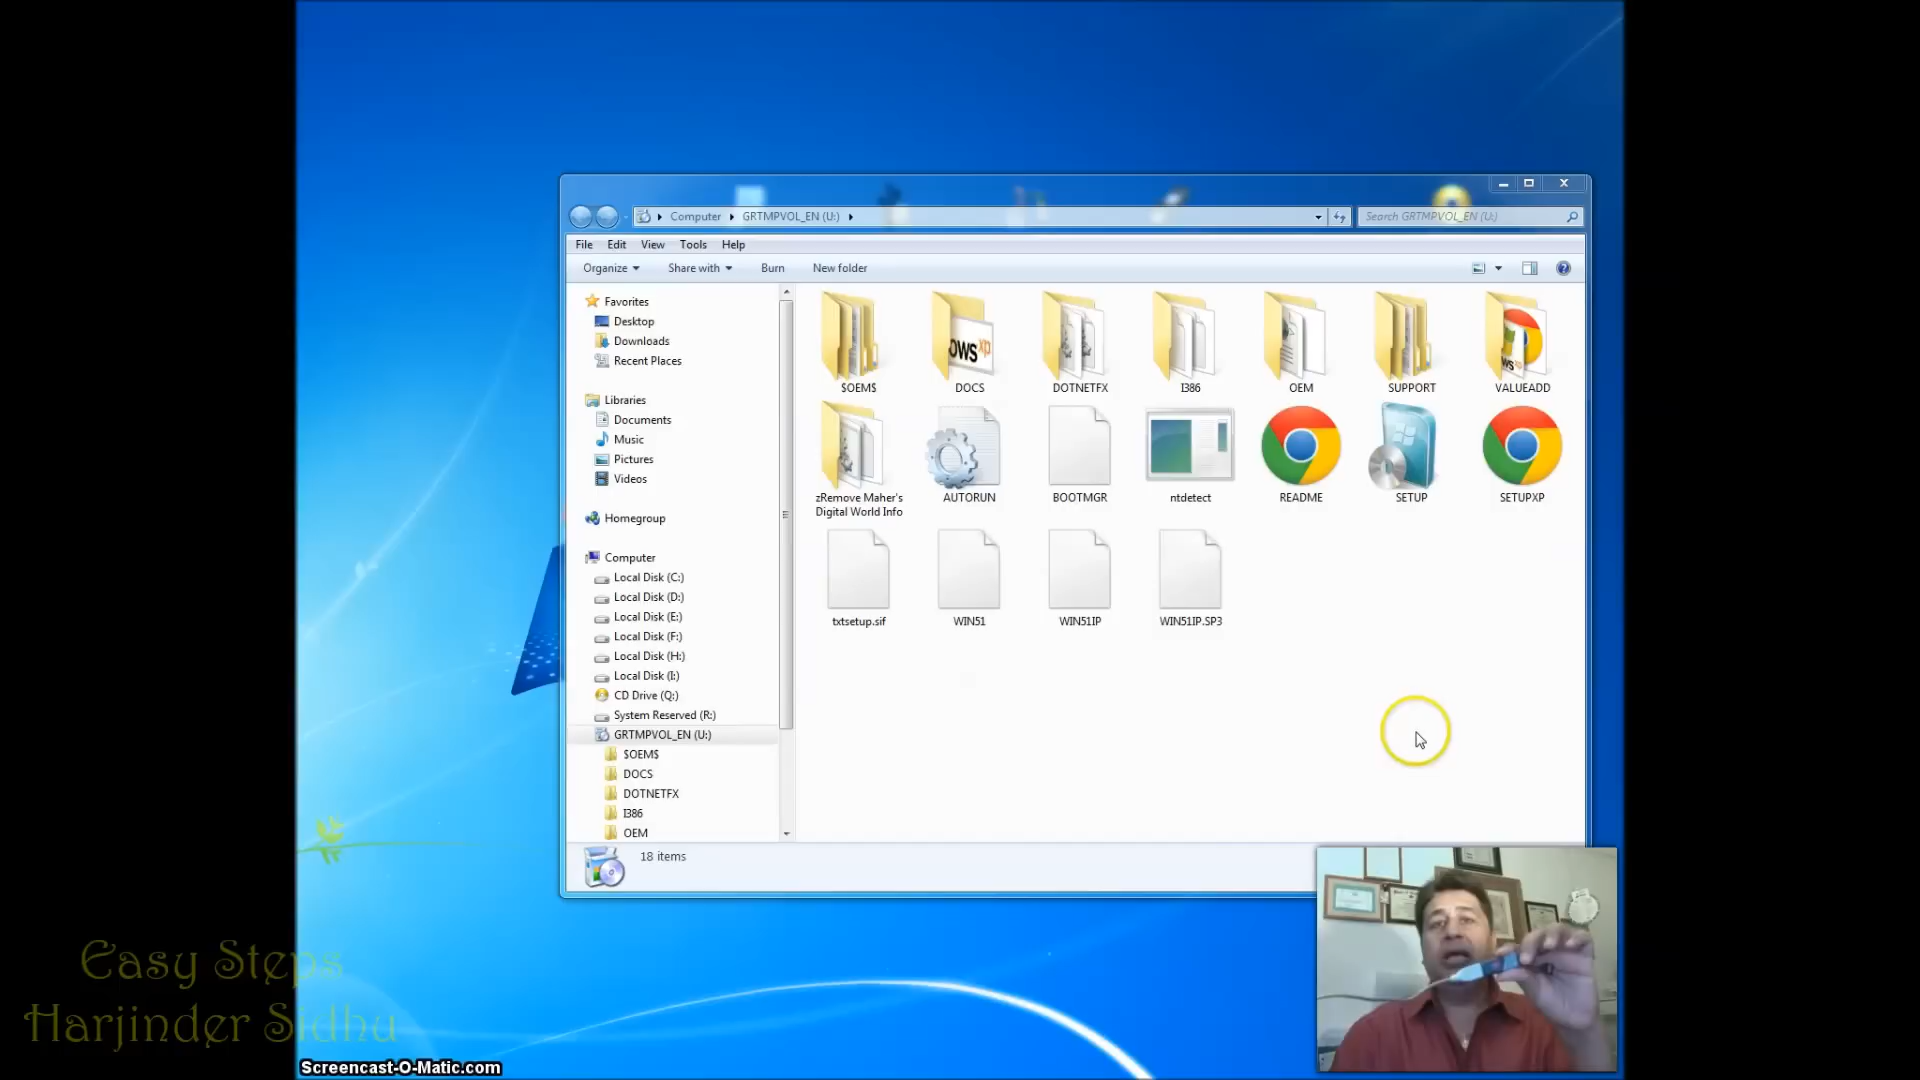 Computer GRTMPVOL_EN (U:)
Search GRTMPVOL_EN (U:)
File Edit View Tools Help
Organize Share with Burn New folder
Favorites
Desktop
Downloads
Recent Places
Libraries
Documents
Music
Pictures
Videos
Homegroup
Computer
Local Disk (C:)
Local Disk (D:)
Local Disk (E:)
Local Disk (F:)
Local Disk (H:)
Local Disk (I:)
CD Drive (Q:)
System Reserved (R:)
GRTMPVOL_EN (U:)
$OEM$
DOCS
DOTNETFX
I386
OEM
$OEM$ DOCS DOTNETFX I386 OEM SUPPORT VALUEADD
zRemove Maher's
Digital World Info
AUTORUN BOOTMGR ntdetect README SETUP SETUPXP
txtsetup.sif WIN51 WIN51IP WIN51IP.SP3
18 items
Easy Steps
Harjinder Sidhu
Screencast-O-Matic.com